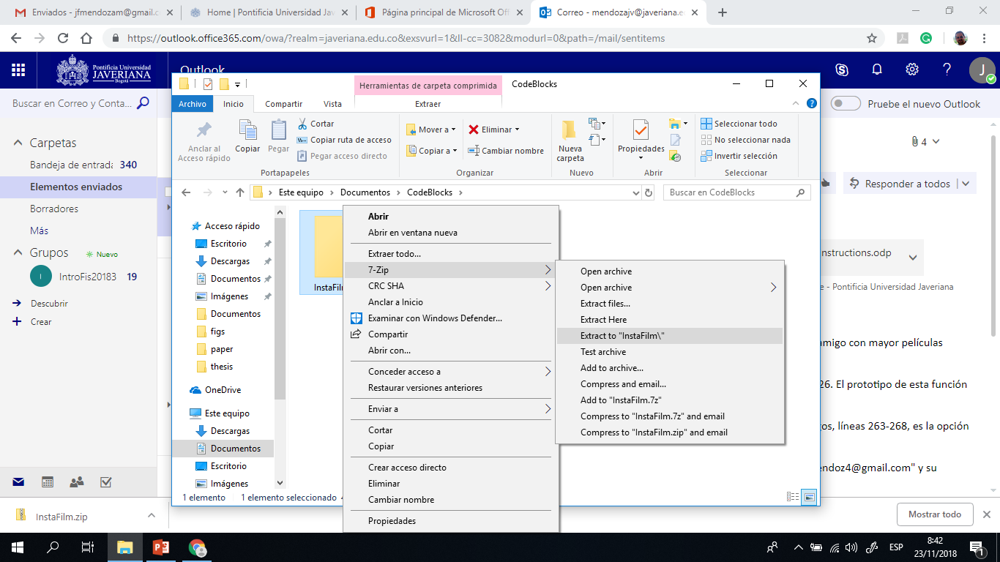 Enviados - jfmendozam@gmail.c
Home | Pontificia Universidad Jav
Página principal de Microsoft Off
Correo - mendozajv@javeriana.e
https://outlook.office365.com/owa/?realm=javeriana.edu.co&exsvurl=1&ll-cc=3082&modurl=0&path=/mail/sentitems
Pontificia Universidad
JAVERIANA
Bogotá
Outlook
J
Buscar en Correo y Conta...
Pruebe el nuevo Outlook
Carpetas
Bandeja de entrada 340
Elementos enviados
Borradores
Más
Grupos Nuevo
I IntroFis20183 19
Descubrir
Crear
4
Responder a todos
nstructions.odp
e - Pontificia Universidad Javeriana
amigo con mayor películas
26. El prototipo de esta función
gos, líneas 263-268, es la opción
endoz4@gmail.com" y su
Herramientas de carpeta comprimida
CodeBlocks
Archivo Inicio Compartir Vista Extraer
Anclar al
Acceso rápido
Copiar
Pegar
Cortar
Copiar ruta de acceso
Pegar acceso directo
Portapapeles
Mover a
Copiar a
Eliminar
Cambiar nombre
Organizar
Nueva
carpeta
Nuevo
Propiedades
Abrir
Seleccionar todo
No seleccionar nada
Invertir selección
Seleccionar
Este equipo > Documentos > CodeBlocks >
Buscar en CodeBlocks
Acceso rápido
Escritorio
Descargas
Documentos
Imágenes
Documentos
figs
paper
thesis
OneDrive
Este equipo
Descargas
Documentos
Escritorio
Imágenes
InstaFilm
1 elemento
1 elemento seleccionado
Abrir
Abrir en ventana nueva
Extraer todo...
7-Zip
CRC SHA
Anclar a Inicio
Examinar con Windows Defender...
Compartir
Abrir con...
Conceder acceso a
Restaurar versiones anteriores
Enviar a
Cortar
Copiar
Crear acceso directo
Eliminar
Cambiar nombre
Propiedades
Open archive
Open archive
Extract files...
Extract Here
Extract to "InstaFilm\"
Test archive
Add to archive...
Compress and email...
Add to "InstaFilm.7z"
Compress to "InstaFilm.7z" and email
Compress to "InstaFilm.zip" and email
InstaFilm.zip
Mostrar todo
ESP
8:42
23/11/2018
1